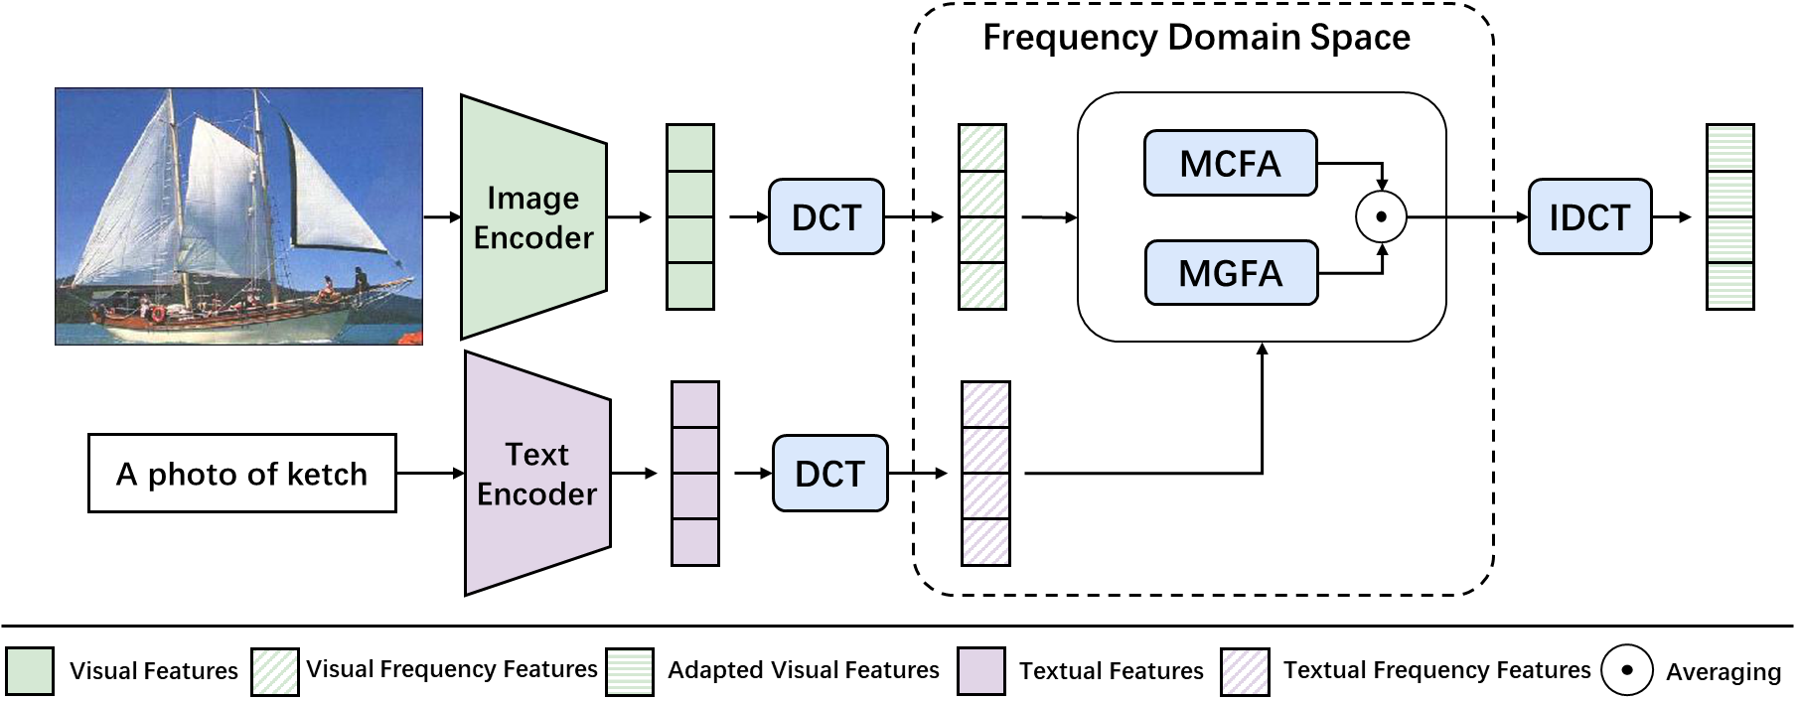 Frequency Domain Space
Image
Encoder
DCT
MCFA
MGFA
IDCT
A photo of ketch
Text
Encoder
DCT
Visual Features
Visual Frequency Features
Adapted Visual Features
Textual Features
Textual Frequency Features
Averaging